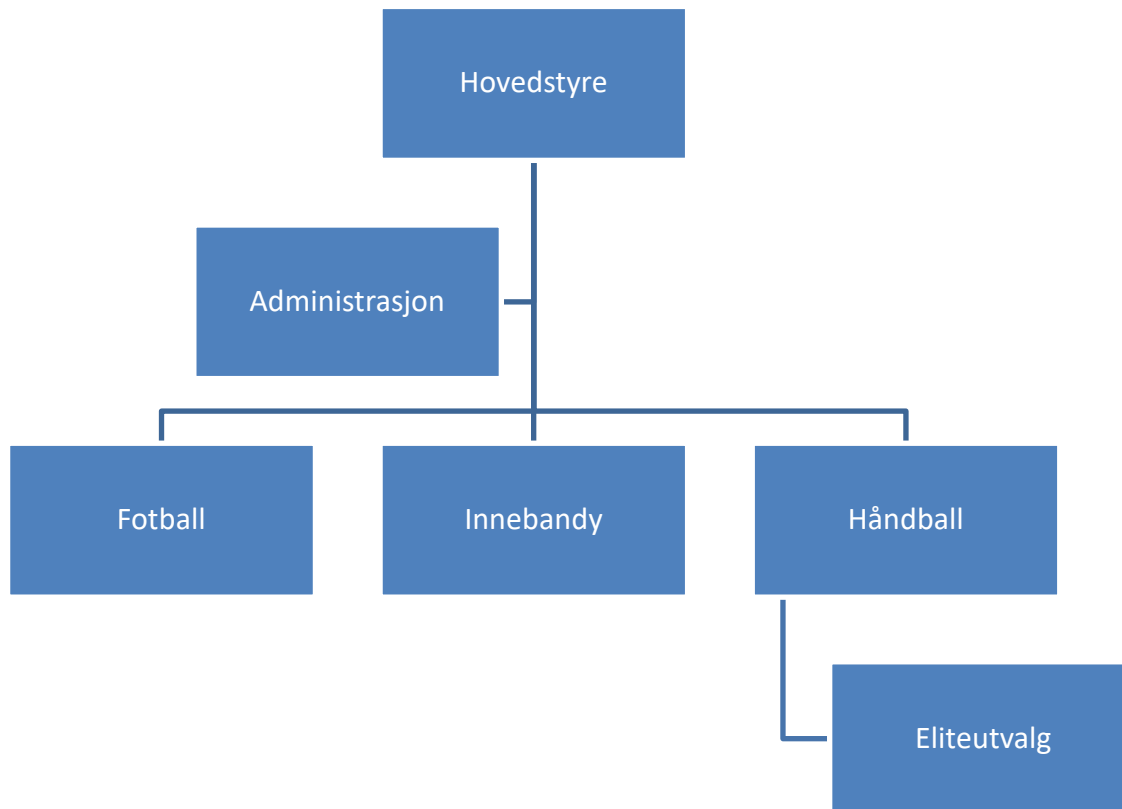 Hovedstyre
Administrasjon
Fotball
Innebandy
Håndball
Eliteutvalg